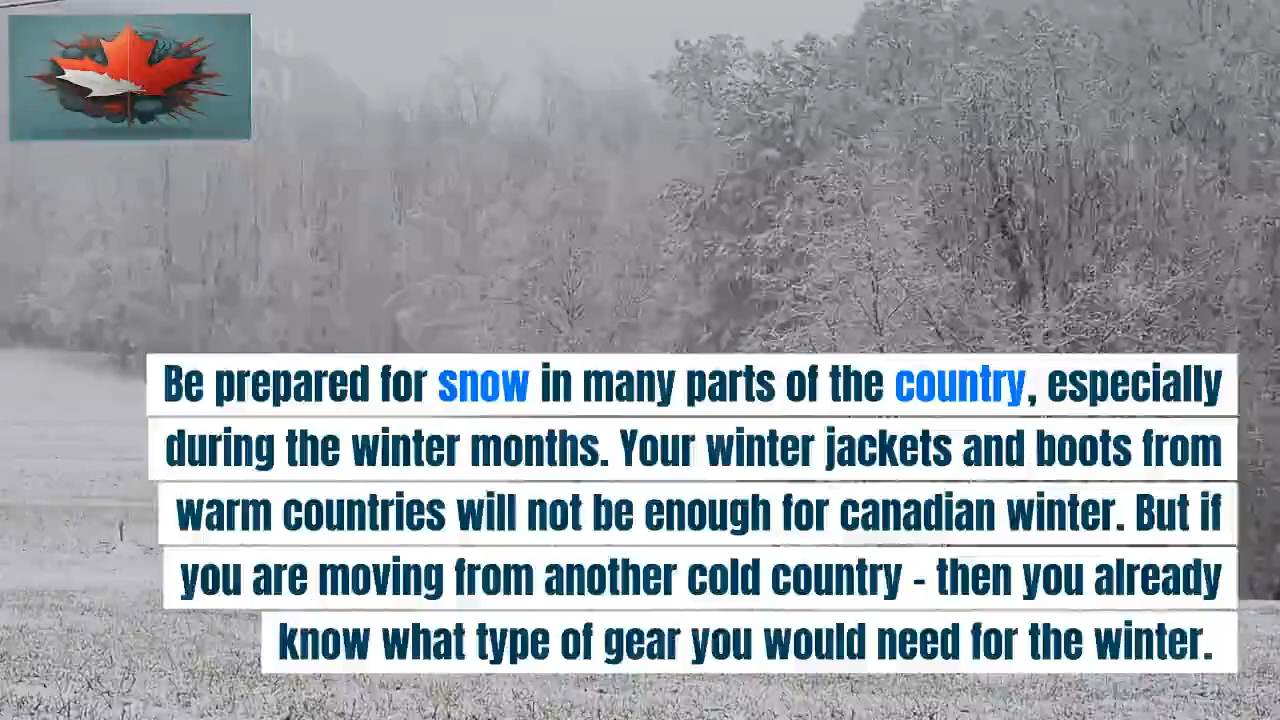 Be prepared for snow in many parts of the country, especially
during the winter months. Your winter jackets and boots from
warm countries will not be enough for canadian winter. But if
you are moving from another cold country - then you already
know what type of gear you would need for the winter.